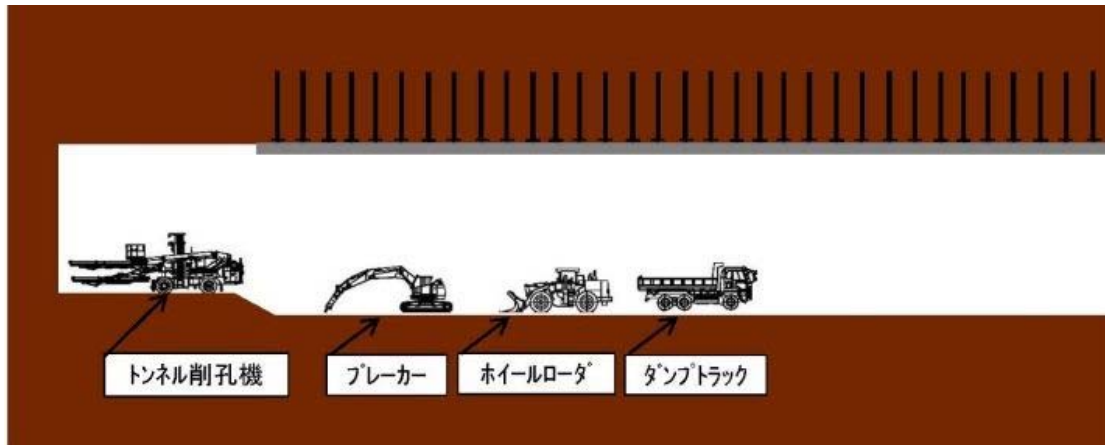 トンネル削孔機
ブレーカー
ホイールローダ
ダンプトラック